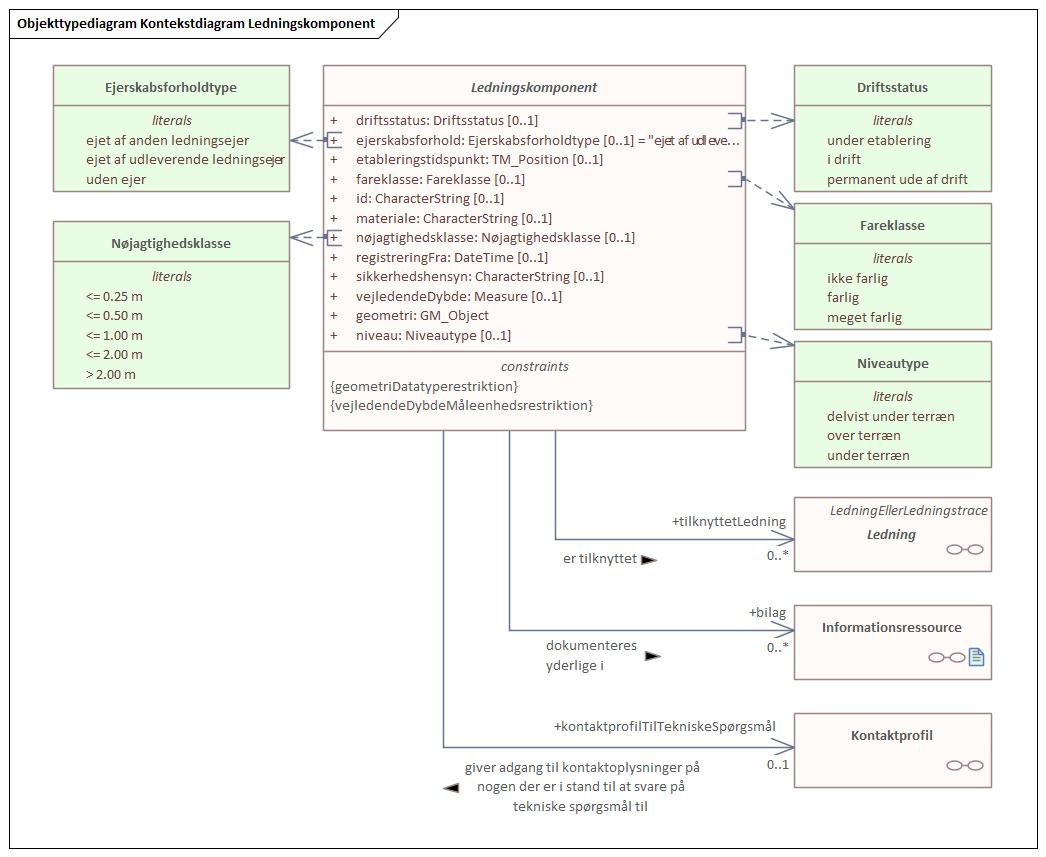 Objekttypediagram Kontekstdiagram Ledningskomponent
Ejerskabsforholdtype
literals
ejet af anden ledningsejer
ejet af udleverende ledningsejer
uden ejer
Nøjagtighedsklasse
literals
<= 0.25 m
<= 0.50 m
<= 1.00 m
<= 2.00 m
> 2.00 m
Ledningskomponent
+ driftsstatus: Driftsstatus [0..1]
+ ejerskabsforhold: Ejerskabsforholdtype [0..1] = "ejet af udleve...
+ etableringstidspunkt: TM_Position [0..1]
+ fareklasse: Fareklasse [0..1]
+ id: CharacterString [0..1]
+ materiale: CharacterString [0..1]
+ nøjagtighedsklasse: Nøjagtighedsklasse [0..1]
+ registreringFra: DateTime [0..1]
+ sikkerhedshensyn: CharacterString [0..1]
+ vejledendeDybde: Measure [0..1]
+ geometri: GM_Object
+ niveau: Niveautype [0..1]
constraints
{geometriDatatyperestriktion}
{vejledendeDybdeMåleenhedsrestriktion}
Driftsstatus
literals
under etablering
i drift
permanent ude af drift
Fareklasse
literals
ikke farlig
farlig
meget farlig
Niveautype
literals
delvist under terræn
over terræn
under terræn
+tilknyttetLedning
0..*
er tilknyttet
LedningEllerLedningstrace
Ledning
+bilag
0..*
dokumenteres
yderlige i
Informationsressource
+kontaktprofilTilTekniskeSpørgsmål
0..1
giver adgang til kontaktoplysninger på
nogen der er i stand til at svare på
tekniske spørgsmål til
Kontaktprofil